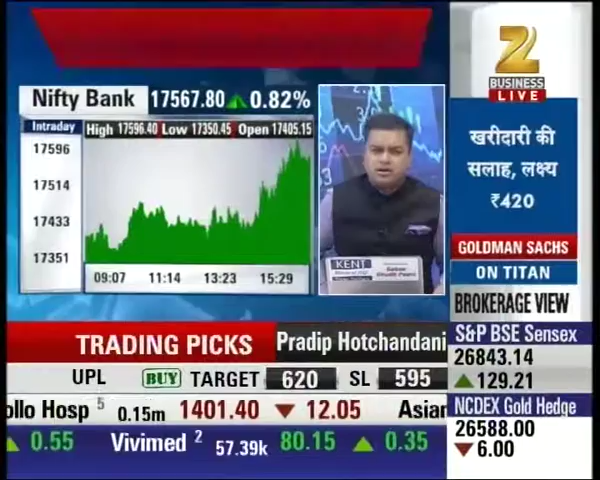 Z
BUSINESS
LIVE
Nifty Bank 17567.80 ▲ 0.82%
Intraday High 17596.40 Low 17350.45 Open 17405.15
17596
17514
17433
17351
09:07 11:14 13:23 15:29
KENT
खरीदारी की
सलाह, लक्ष्य
₹420
GOLDMAN SACHS
ON TITAN
BROKERAGE VIEW
TRADING PICKS Pradip Hotchandani
UPL BUY TARGET 620 SL 595
ollo Hosp 5 0.15m 1401.40 ▼ 12.05 Asian
▲ 0.55 Vivimed 2 57.39k 80.15 ▲ 0.35
S&P BSE Sensex
26843.14
▲ 129.21
NCDEX Gold Hedge
26588.00
▼ 6.00